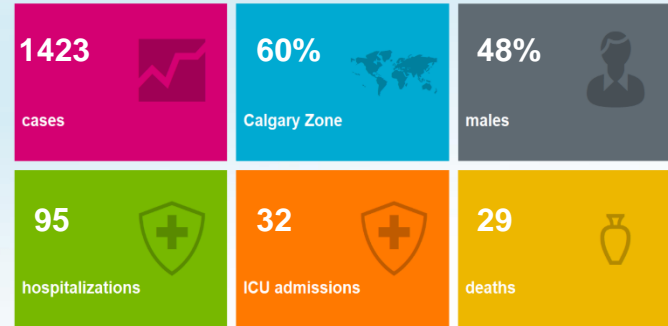 1423
cases
60%
Calgary Zone
48%
males
95
hospitalizations
32
ICU admissions
29
deaths